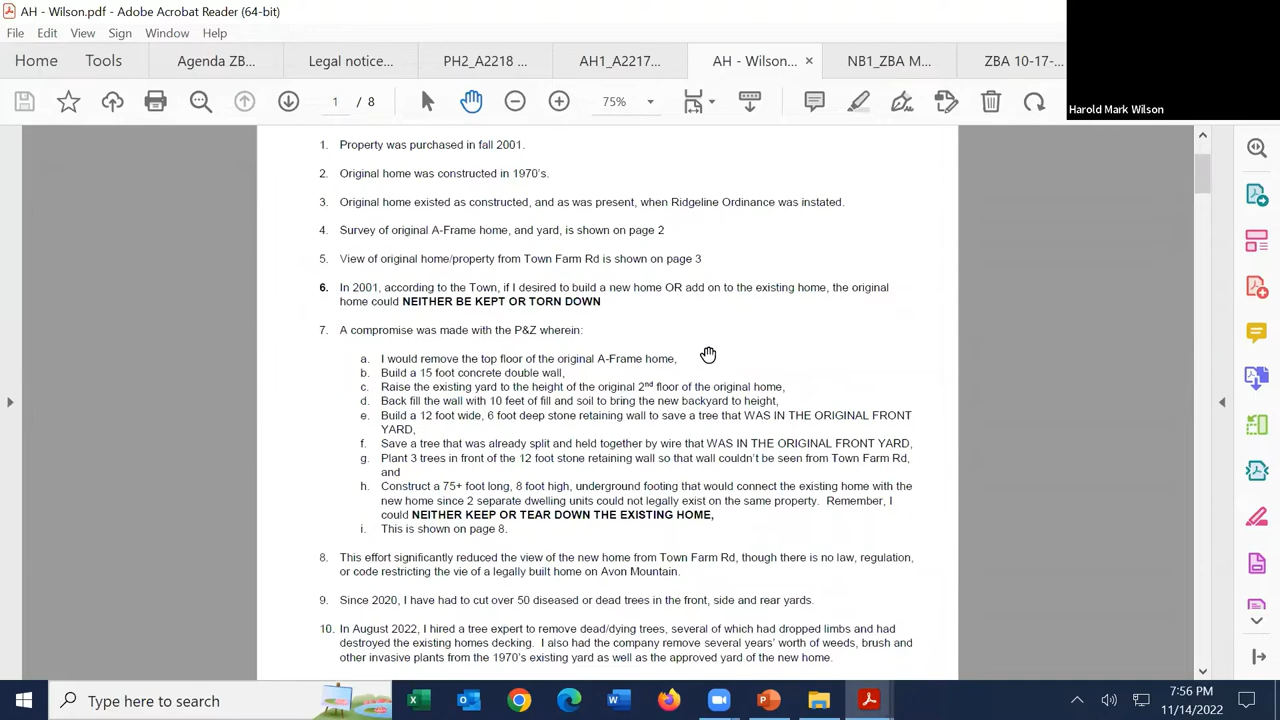 AH - Wilson.pdf - Adobe Acrobat Reader (64-bit)
File Edit View Sign Window Help
Home Tools Agenda ZB... Legal notice... PH2_A2218 ... AH1_A2217... AH - Wilson... × NB1_ZBA M... ZBA 10-17-...
1 / 8 75%
Harold Mark Wilson
1. Property was purchased in fall 2001.
2. Original home was constructed in 1970's.
3. Original home existed as constructed, and as was present, when Ridgeline Ordinance was instated.
4. Survey of original A-Frame home, and yard, is shown on page 2
5. View of original home/property from Town Farm Rd is shown on page 3
6. In 2001, according to the Town, if I desired to build a new home OR add on to the existing home, the original
home could NEITHER BE KEPT OR TORN DOWN
7. A compromise was made with the P&Z wherein:
a. I would remove the top floor of the original A-Frame home,
b. Build a 15 foot concrete double wall,
c. Raise the existing yard to the height of the original 2nd floor of the original home,
d. Back fill the wall with 10 feet of fill and soil to bring the new backyard to height,
e. Build a 12 foot wide, 6 foot deep stone retaining wall to save a tree that WAS IN THE ORIGINAL FRONT
YARD,
f. Save a tree that was already split and held together by wire that WAS IN THE ORIGINAL FRONT YARD,
g. Plant 3 trees in front of the 12 foot stone retaining wall so that wall couldn't be seen from Town Farm Rd,
and
h. Construct a 75+ foot long, 8 foot high, underground footing that would connect the existing home with the
new home since 2 separate dwelling units could not legally exist on the same property. Remember, I
could NEITHER KEEP OR TEAR DOWN THE EXISTING HOME,
i. This is shown on page 8.
8. This effort significantly reduced the view of the new home from Town Farm Rd, though there is no law, regulation,
or code restricting the vie of a legally built home on Avon Mountain.
9. Since 2020, I have had to cut over 50 diseased or dead trees in the front, side and rear yards.
10. In August 2022, I hired a tree expert to remove dead/dying trees, several of which had dropped limbs and had
destroyed the existing homes decking. I also had the company remove several years' worth of weeds, brush and
other invasive plants from the 1970's existing yard as well as the approved yard of the new home.
Type here to search
7:56 PM
11/14/2022